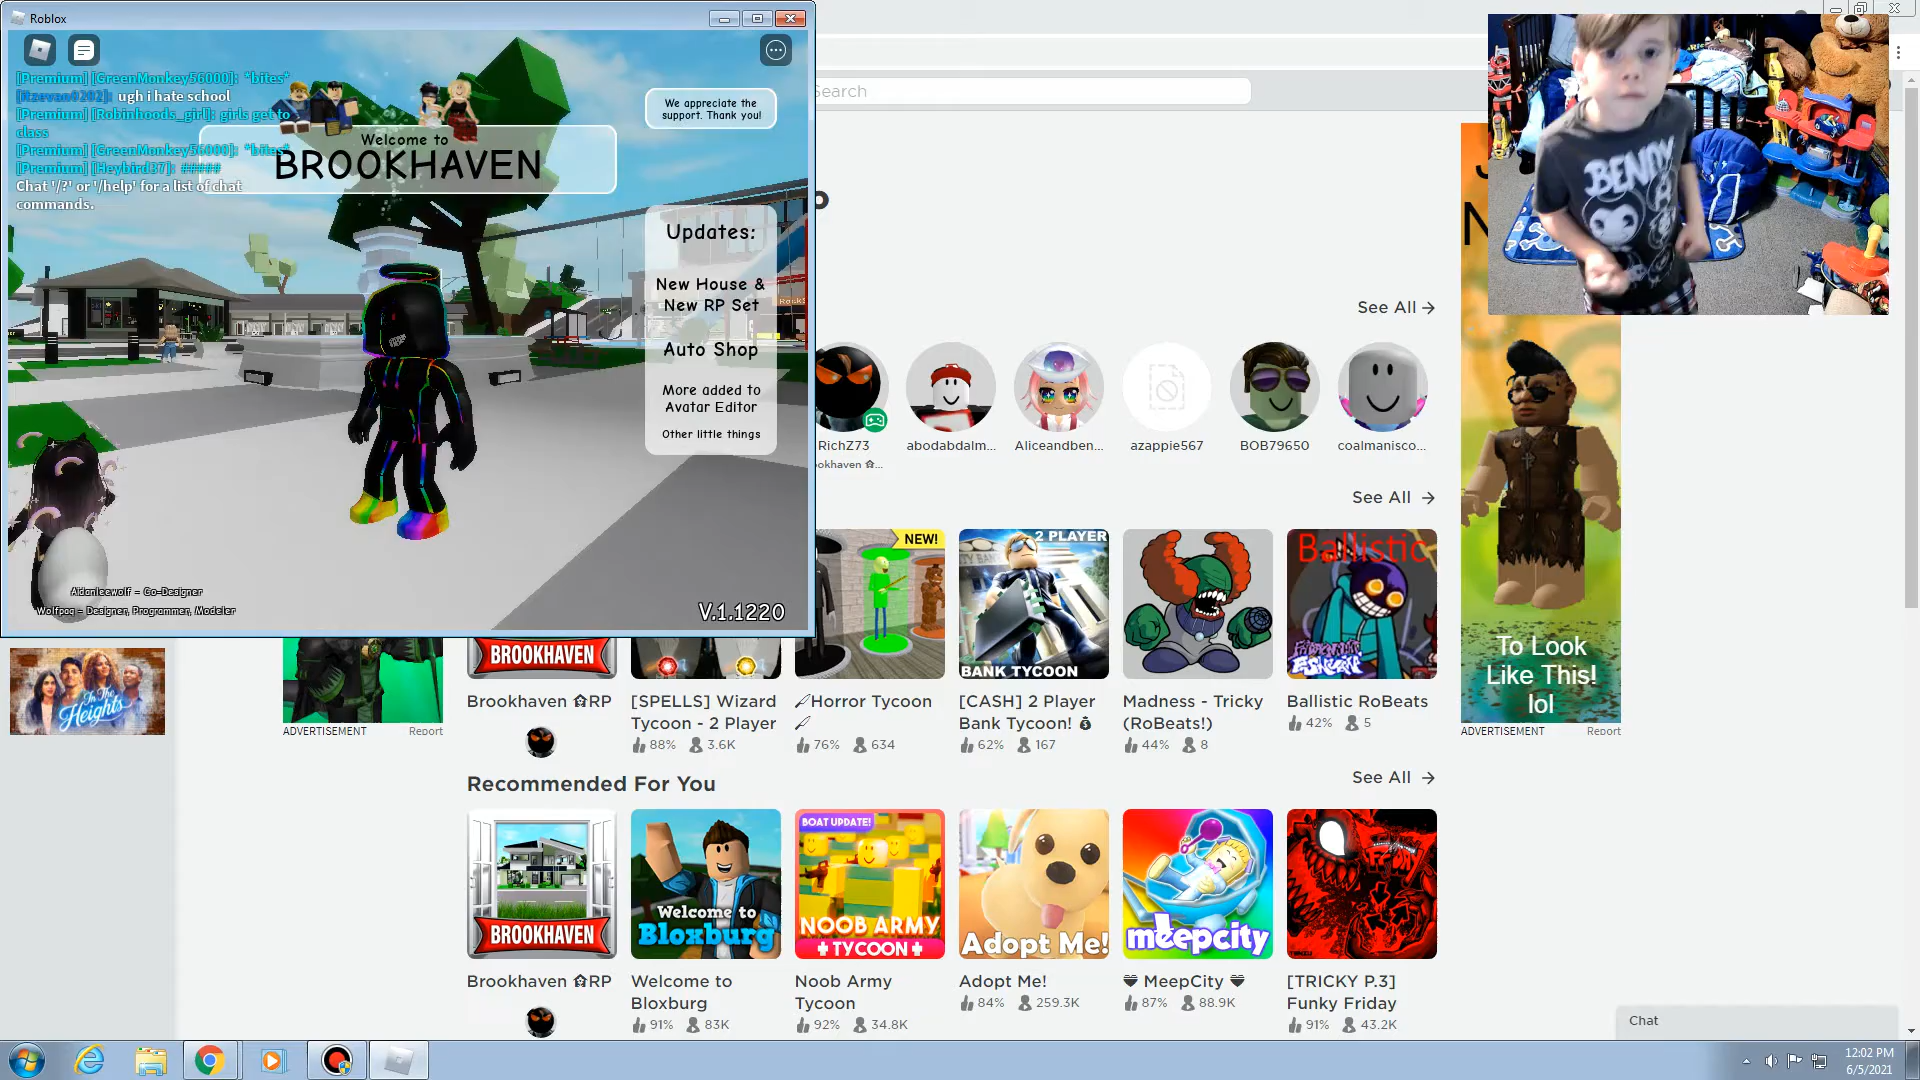 Roblox
[Premium] [GreenMonkey56000]: *bites*
[Itzevan0202]: ugh i hate school
[Premium] [Robinhoods_girl]: girls get to
class
[Premium] [GreenMonkey56000]: *bites*
[Premium] [Heybird37]: #####
Chat '/?' or '/help' for a list of chat
commands.
Welcome to
BROOKHAVEN
We appreciate the
support. Thank you!
Updates:
New House &
New RP Set
Auto Shop
More added to
Avatar Editor
Other little things
Aidanleewolf - Co-Designer
Wolfpaq - Designer, Programmer, Modeler
V.1.1220
Search
BENDY
See All
RichZ73
abodabdalm...
Aliceandben...
azappie567
BOB79650
coalmanisco...
ookhaven
See All
NEW!
2 PLAYER
BANK TYCOON
Ballistic
BROOKHAVEN
Brookhaven RP
[SPELLS] Wizard
Tycoon - 2 Player
88% 3.6K
Horror Tycoon
76% 634
[CASH] 2 Player
Bank Tycoon!
62% 167
Madness - Tricky
(RoBeats!)
44% 8
Ballistic RoBeats
42% 5
In The
Heights
ADVERTISEMENT Report
To Look
Like This!
lol
ADVERTISEMENT Report
Recommended For You
See All
BROOKHAVEN
Welcome to
Bloxburg
BOAT UPDATE!
NOOB ARMY
TYCOON
Adopt Me!
meepcity
Brookhaven RP
Welcome to
Bloxburg
91% 83K
Noob Army
Tycoon
92% 34.8K
Adopt Me!
84% 259.3K
MeepCity
87% 88.9K
[TRICKY P.3]
Funky Friday
91% 43.2K
Chat
12:02 PM
6/5/2021